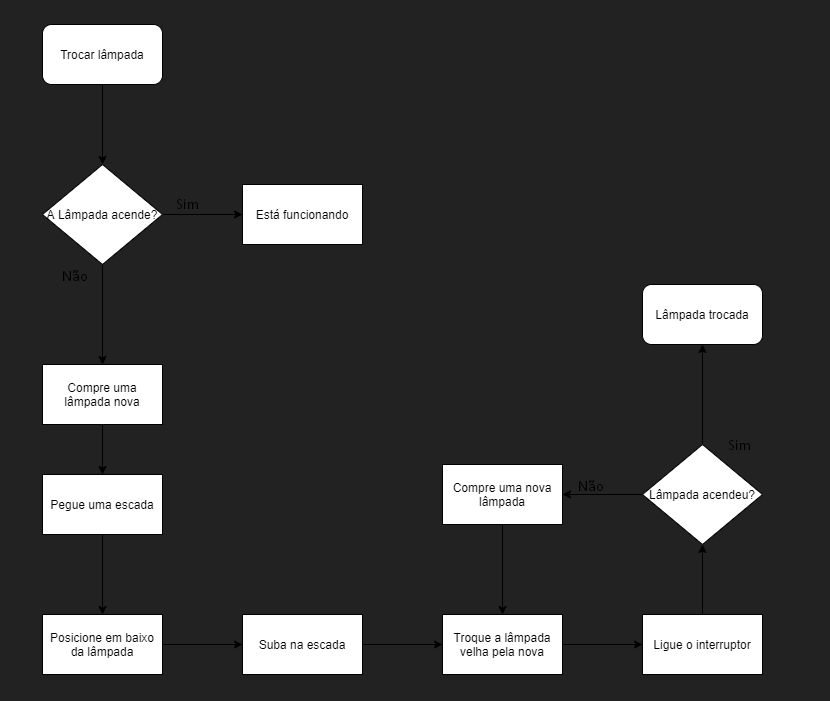 Trocar lâmpada
A Lâmpada acende?
Sim
Está funcionando
Não
Compre uma
lâmpada nova
Pegue uma escada
Posicione em baixo
da lâmpada
Suba na escada
Troque a lâmpada
velha pela nova
Ligue o interruptor
Lâmpada acendeu?
Não
Compre uma nova
lâmpada
Sim
Lâmpada trocada